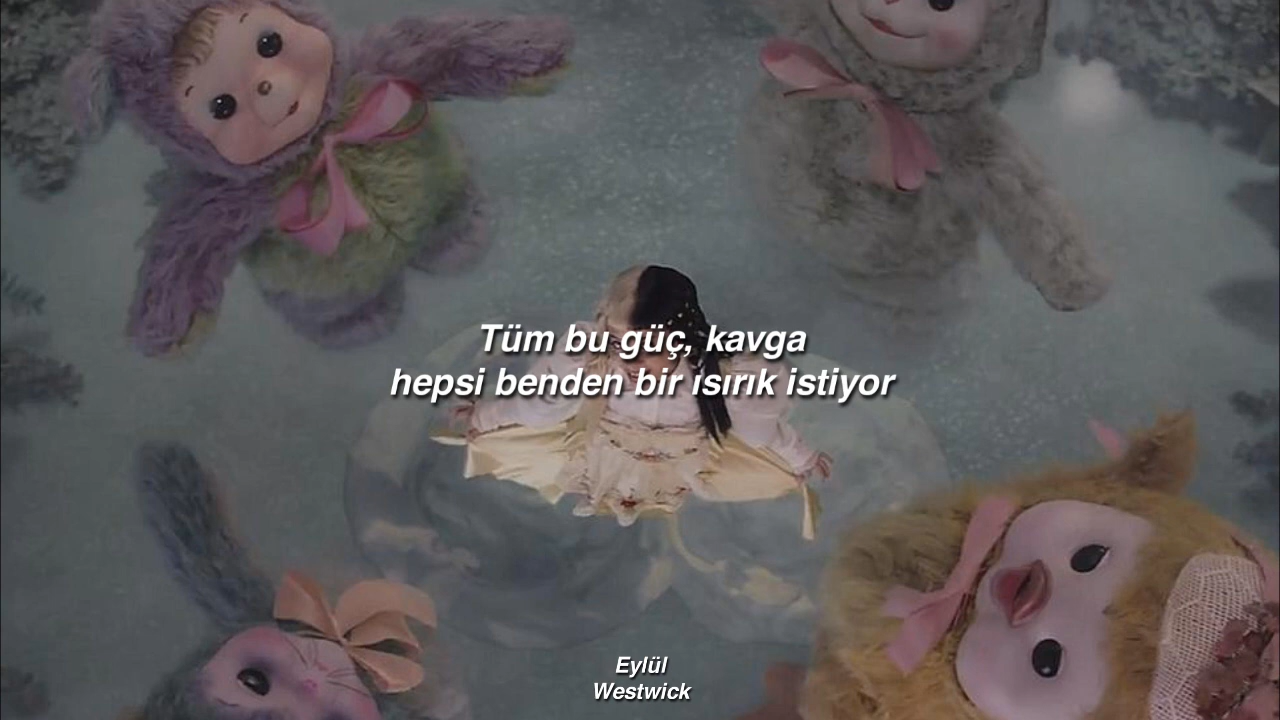 Tüm bu güç, kavga
hepsi benden bir ısırık istiyor
Eylül
Westwick